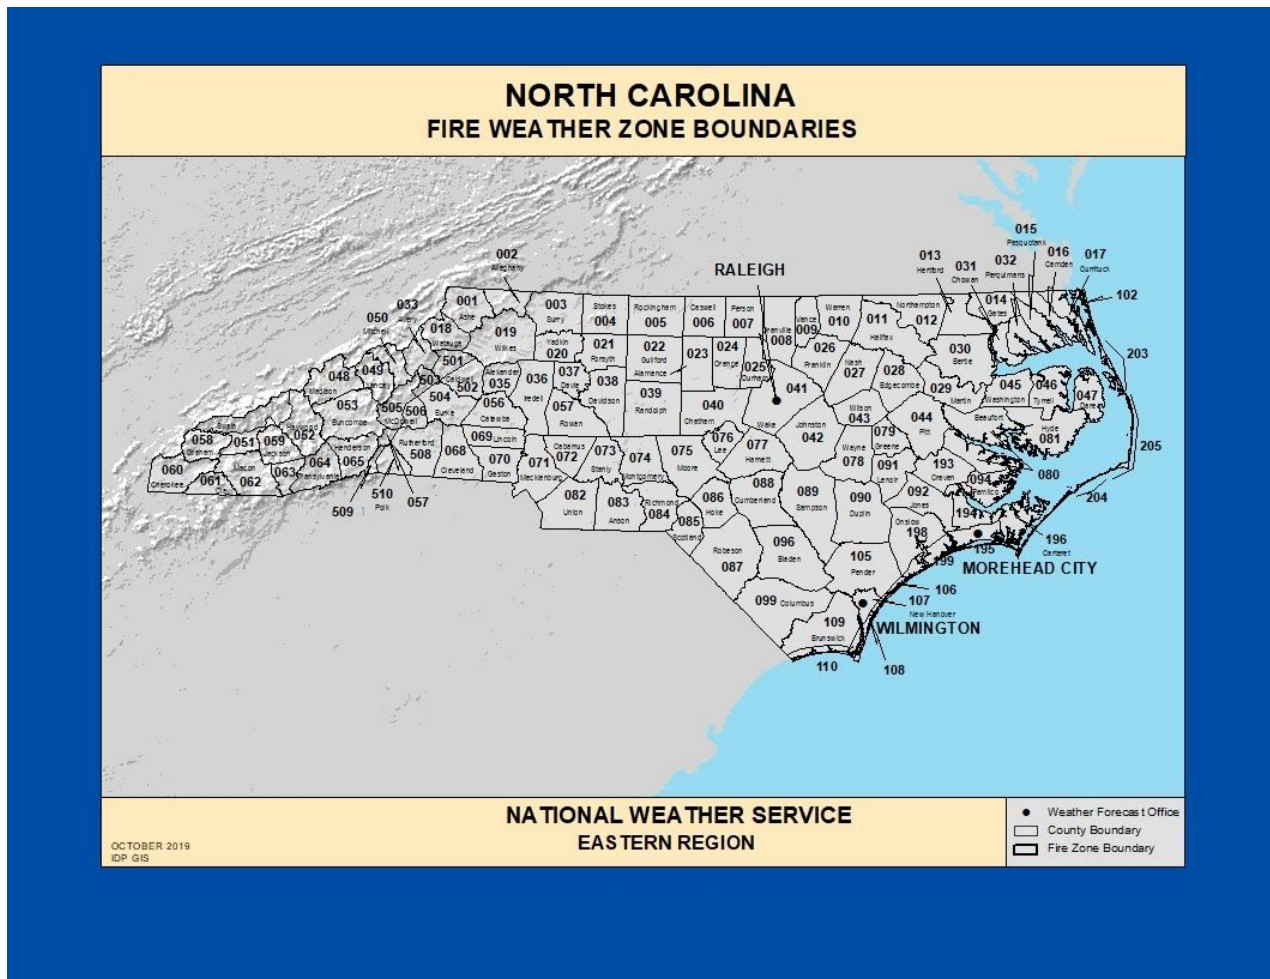 NORTH CAROLINA
FIRE WEATHER ZONE BOUNDARIES
015
Pasquotank
002
Alleghany
RALEIGH
013
Hertford
031
Chowan
032
Perquimans
016
Camden
017
Currituck
102
033
Avery
001
Ashe
003
Surry
Stokes
004
Rockingham
005
Caswell
006
Person
007
Granville
008
Vance
009
Warren
010
011
Halifax
Northampton
012
014
Gates
050
Mitchell
018
Watauga
019
Wilkes
Yadkin
020
021
Forsyth
022
Guilford
Alamance
023
024
Orange
025
Durham
026
Franklin
Nash
027
028
Edgecombe
030
Bertie
203
048
Madison
049
Yancey
501
503
Caldwell
502
Alexander
035
036
Iredell
037
Davie
038
Davidson
039
Randolph
040
Chatham
041
Wake
029
Martin
045
Washington
046
Tyrrell
047
Dare
053
Buncombe
505
506
McDowell
504
Burke
056
Catawba
057
Rowan
Johnston
042
Wilson
043
044
Pitt
Beaufort
Hyde
081
205
058
Graham
Swain
051
059
Jackson
Haywood
052
Henderson
Rutherford
508
068
Cleveland
069
Lincoln
070
Gaston
071
Mecklenburg
Cabarrus
072
073
Stanly
074
Montgomery
075
Moore
076
Lee
077
Harnett
Wayne
078
079
Greene
091
Lenoir
193
Craven
094
Pamlico
080
204
060
Cherokee
061
Macon
062
063
064
Transylvania
065
509
510
Polk
057
082
Union
083
Anson
Richmond
084
085
Scotland
086
Hoke
088
Cumberland
089
Sampson
090
Duplin
092
Jones
Onslow
198
194
195
196
Carteret
199
MOREHEAD CITY
Robeson
087
096
Bladen
105
Pender
106
107
New Hanover
WILMINGTON
099
Columbus
109
Brunswick
110
108
NATIONAL WEATHER SERVICE
EASTERN REGION
OCTOBER 2019
IDP GIS
Weather Forecast Office
County Boundary
Fire Zone Boundary